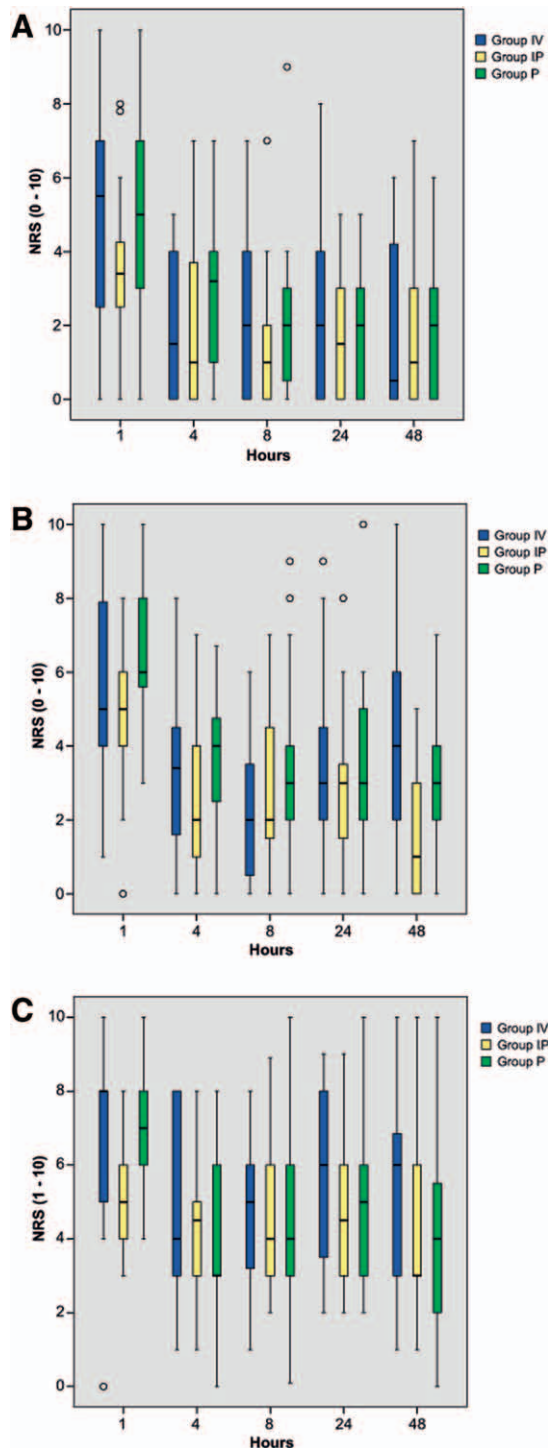 A
Group IV
Group IP
Group P
10
8
6
4
2
0
NRS (0 - 10)
1 4 8 24 48
Hours
B
Group IV
Group IP
Group P
10
8
6
4
2
0
NRS (0 - 10)
1 4 8 24 48
Hours
C
Group IV
Group IP
Group P
10
8
6
4
2
0
NRS (1 - 10)
1 4 8 24 48
Hours